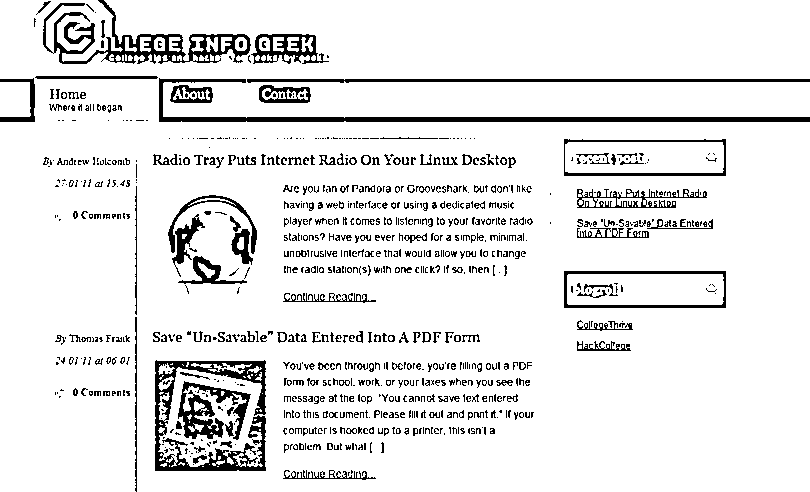 COLLEGE INFO GEEK
College tips and hacks. For geeks by geeks.
Home
Where it all began
About
Contact
By Andrew Holcomb
27·01'11 at 15:48
0 Comments
Radio Tray Puts Internet Radio On Your Linux Desktop
Are you fan of Pandora or Grooveshark, but don't like
having a web interface or using a dedicated music
player when it comes to listening to your favorite radio
stations? Have you ever hoped for a simple, minimal,
unobtrusive interface that would allow you to change
the radio station(s) with one click? If so, then [...]
Continue Reading...
By Thomas Frank
24·01'11 at 06:01
0 Comments
Save "Un-Savable" Data Entered Into A PDF Form
You've been through it before, you're filling out a PDF
form for school, work, or your taxes when you see the
message at the top: "You cannot save text entered
into this document. Please fill it out and print it." If your
computer is hooked up to a printer, this isn't a
problem. But what [...]
Continue Reading...
recent posts
Radio Tray Puts Internet Radio
On Your Linux Desktop
Save "Un-Savable" Data Entered
Into A PDF Form
blogroll
CollegeThrive
HackCollege